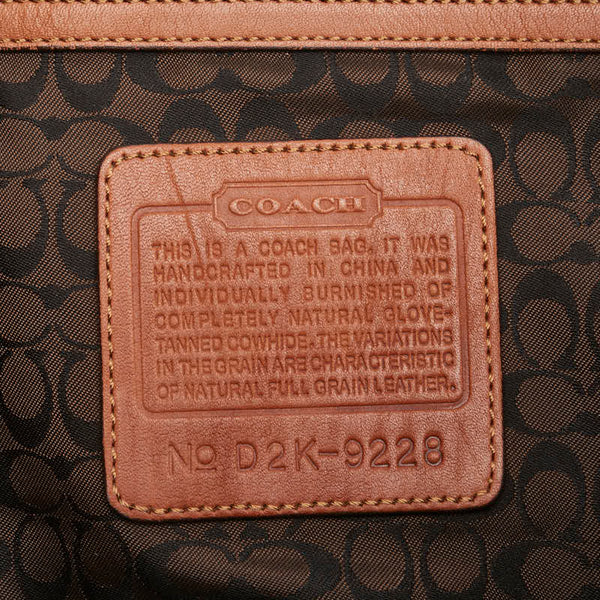 COACH
THIS IS A COACH BAG. IT WAS
HANDCRAFTED IN CHINA AND
INDIVIDUALLY BURNISHED OF
COMPLETELY NATURAL GLOVE-
TANNED COWHIDE. THE VARIATIONS
IN THE GRAIN ARE CHARACTERISTIC
OF NATURAL FULL GRAIN LEATHER.
No D2K-9228